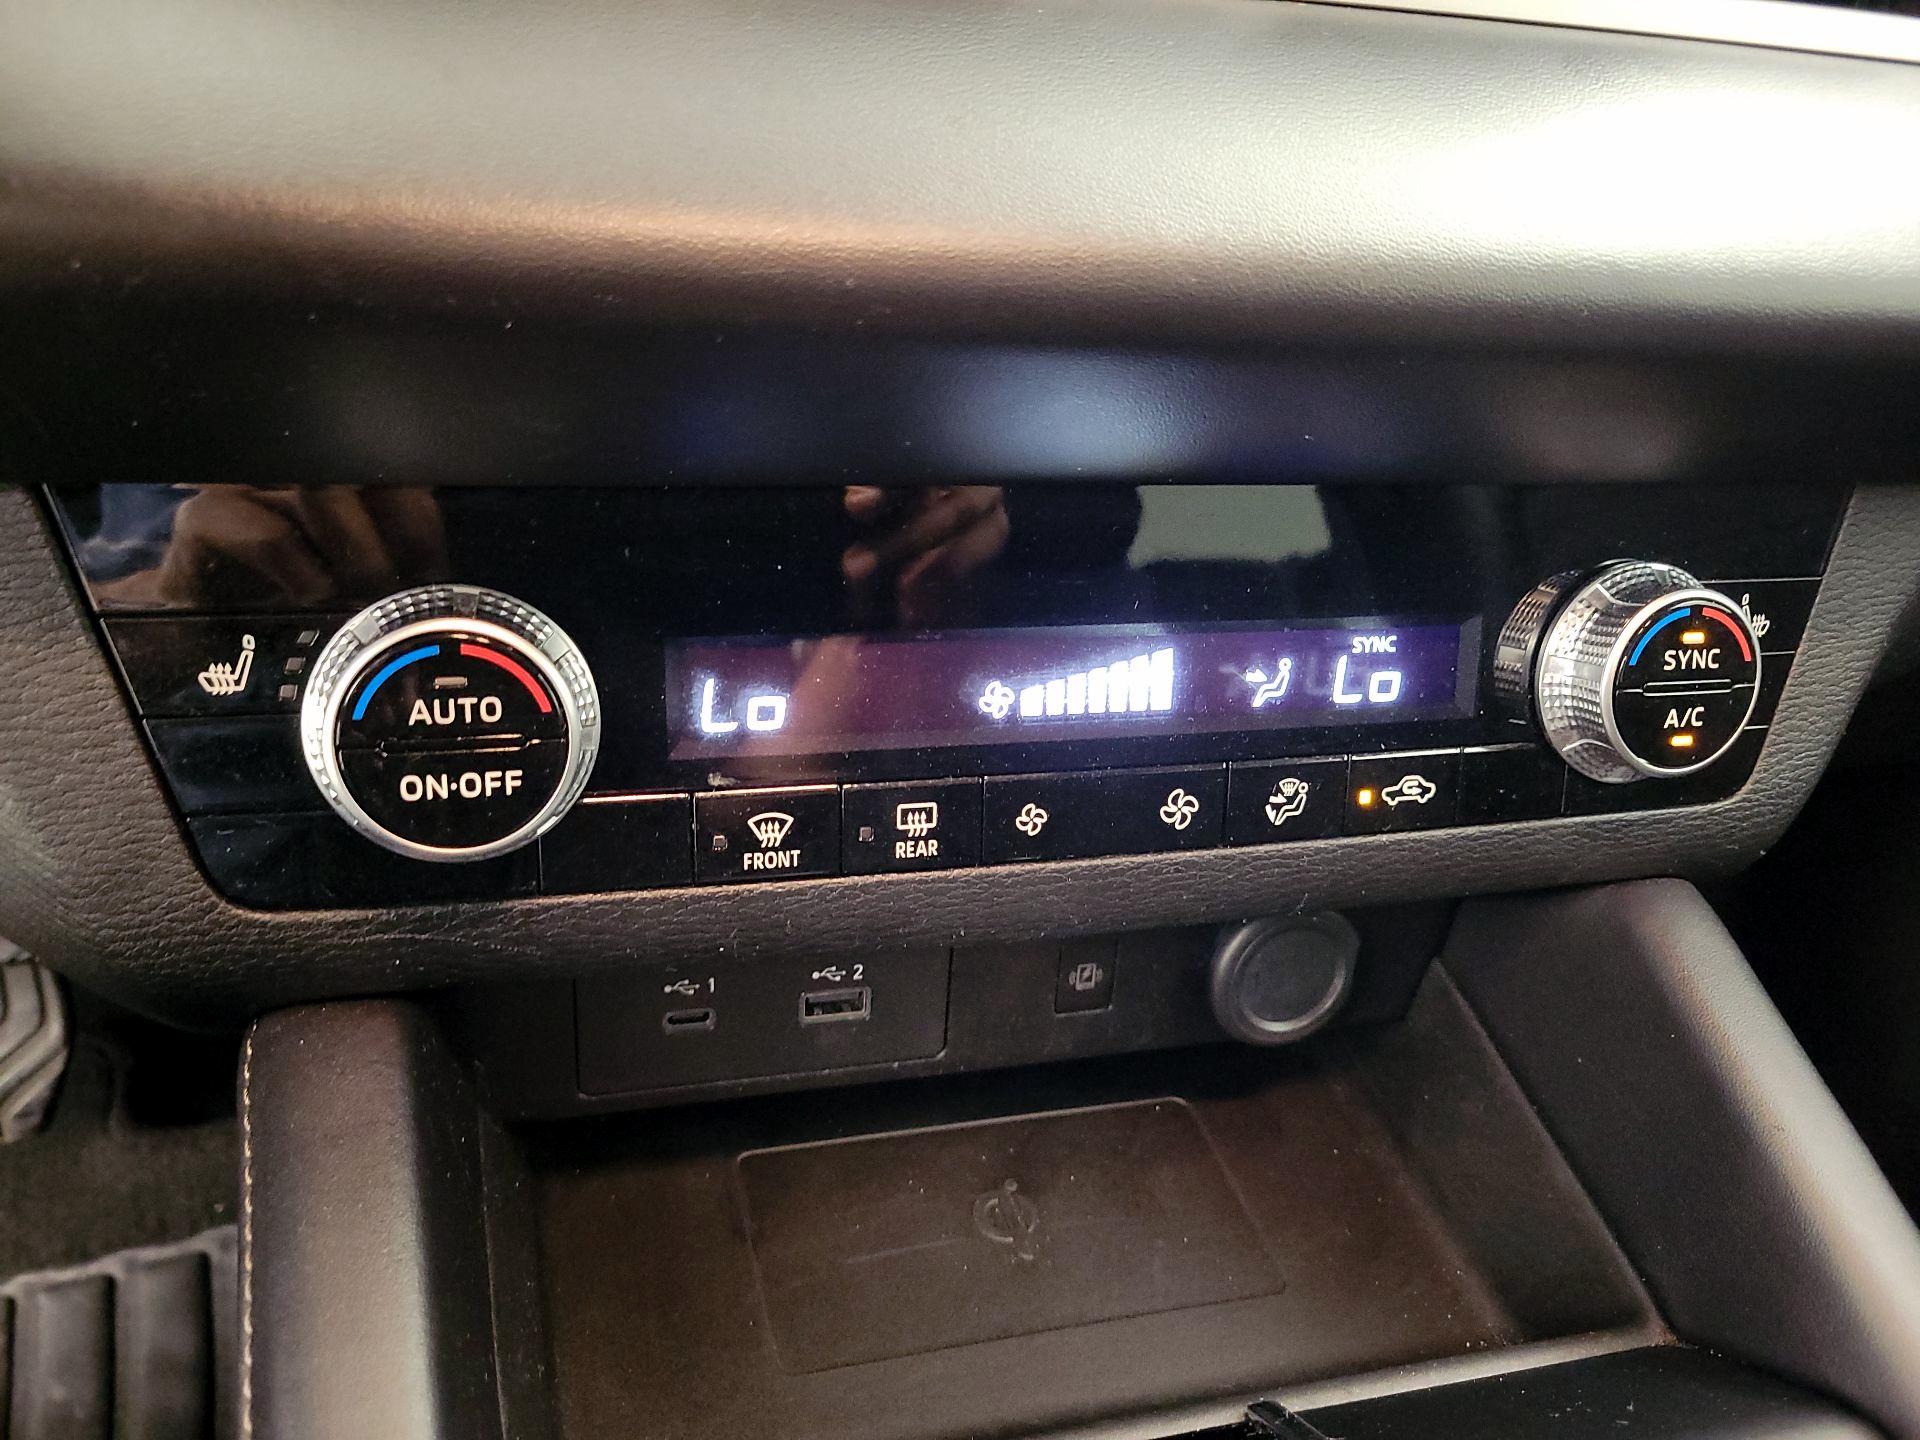 AUTO
ON·OFF
Lo
SYNC
Lo
SYNC
A/C
FRONT
REAR
1
2